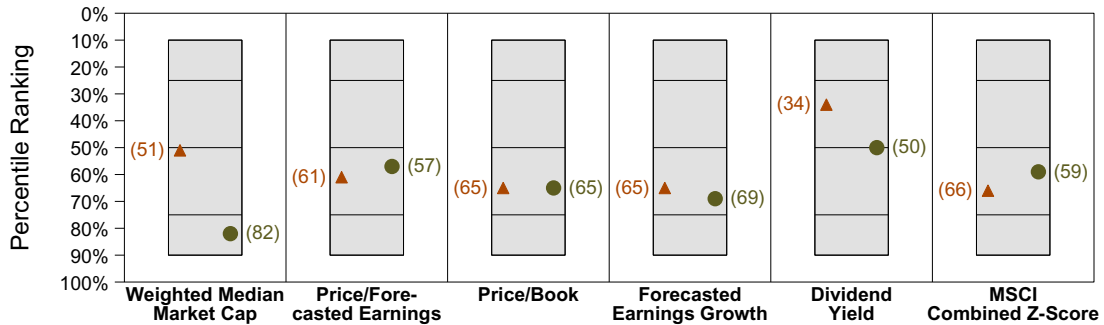 Percentile Ranking
0%
10%
20%
30%
40%
50%
60%
70%
80%
90%
100%
(51)
(82)
(61)
(57)
(65)
(65)
(65)
(69)
(34)
(50)
(66)
(59)
Weighted Median
Market Cap
Price/Fore-
casted Earnings
Price/Book
Forecasted
Earnings Growth
Dividend
Yield
MSCI
Combined Z-Score